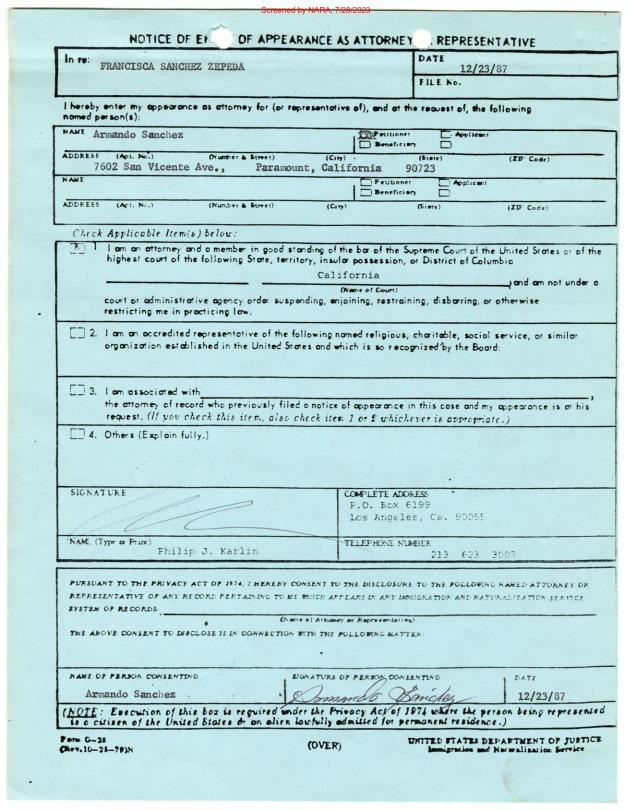 Screened by NARA, 7/28/2023
NOTICE OF E OF APPEARANCE AS ATTORNEY REPRESENTATIVE
In re: FRANCISCA SANCHEZ ZEPEDA
DATE
12/23/87
FILE No.
I hereby enter my appearance as attorney for (or representative of), and at the request of, the following
named person(s):
NAME Armando Sanchez
Petitioner Applicant
Beneficiary
ADDRESS (Apt. No.) (Number & Street) (City) (State) (ZIP Code)
7602 San Vicente Ave., Paramount, California 90723
NAME
Petitioner Applicant
Beneficiary
ADDRESS (Apt. No.) (Number & Street) (City) (State) (ZIP Code)
Check Applicable Item(s) below:
X 1 I am an attorney and a member in good standing of the bar of the Supreme Court of the United States or of the
highest court of the following State, territory, insular possession, or District of Columbia
California
(Name of Court) and am not under a
court or administrative agency order suspending, enjoining, restraining, disbarring, or otherwise
restricting me in practicing law.
2. I am an accredited representative of the following named religious, charitable, social service, or similar
organization established in the United States and which is so recognized by the Board:
3. I am associated with ,
the attorney of record who previously filed a notice of appearance in this case and my appearance is at his
request. (If you check this item, also check item 1 or 2 whichever is appropriate.)
4. Others (Explain fully.)
SIGNATURE
COMPLETE ADDRESS
P.O. Box 6199
Los Angeles, Ca. 90055
NAME (Type or Print)
Philip J. Karlin
TELEPHONE NUMBER
213 623 3007
PURSUANT TO THE PRIVACY ACT OF 1974, I HEREBY CONSENT TO THE DISCLOSURE TO THE FOLLOWING NAMED ATTORNEY OR
REPRESENTATIVE OF ANY RECORD PERTAINING TO ME WHICH APPEARS IN ANY IMMIGRATION AND NATURALIZATION SERVICE
SYSTEM OF RECORDS.
(Name of Attorney or Representative)
THE ABOVE CONSENT TO DISCLOSE IS IN CONNECTION WITH THE FOLLOWING MATTER:
NAME OF PERSON CONSENTING
Armando Sanchez
SIGNATURE OF PERSON CONSENTING
Armando Sanchez
DATE
12/23/87
(NOTE: Execution of this box is required under the Privacy Act of 1974 where the person being represented
is a citizen of the United States or an alien lawfully admitted for permanent residence.)
Form G-28
(Rev.10-25-79)N
(OVER)
UNITED STATES DEPARTMENT OF JUSTICE
Immigration and Naturalization Service